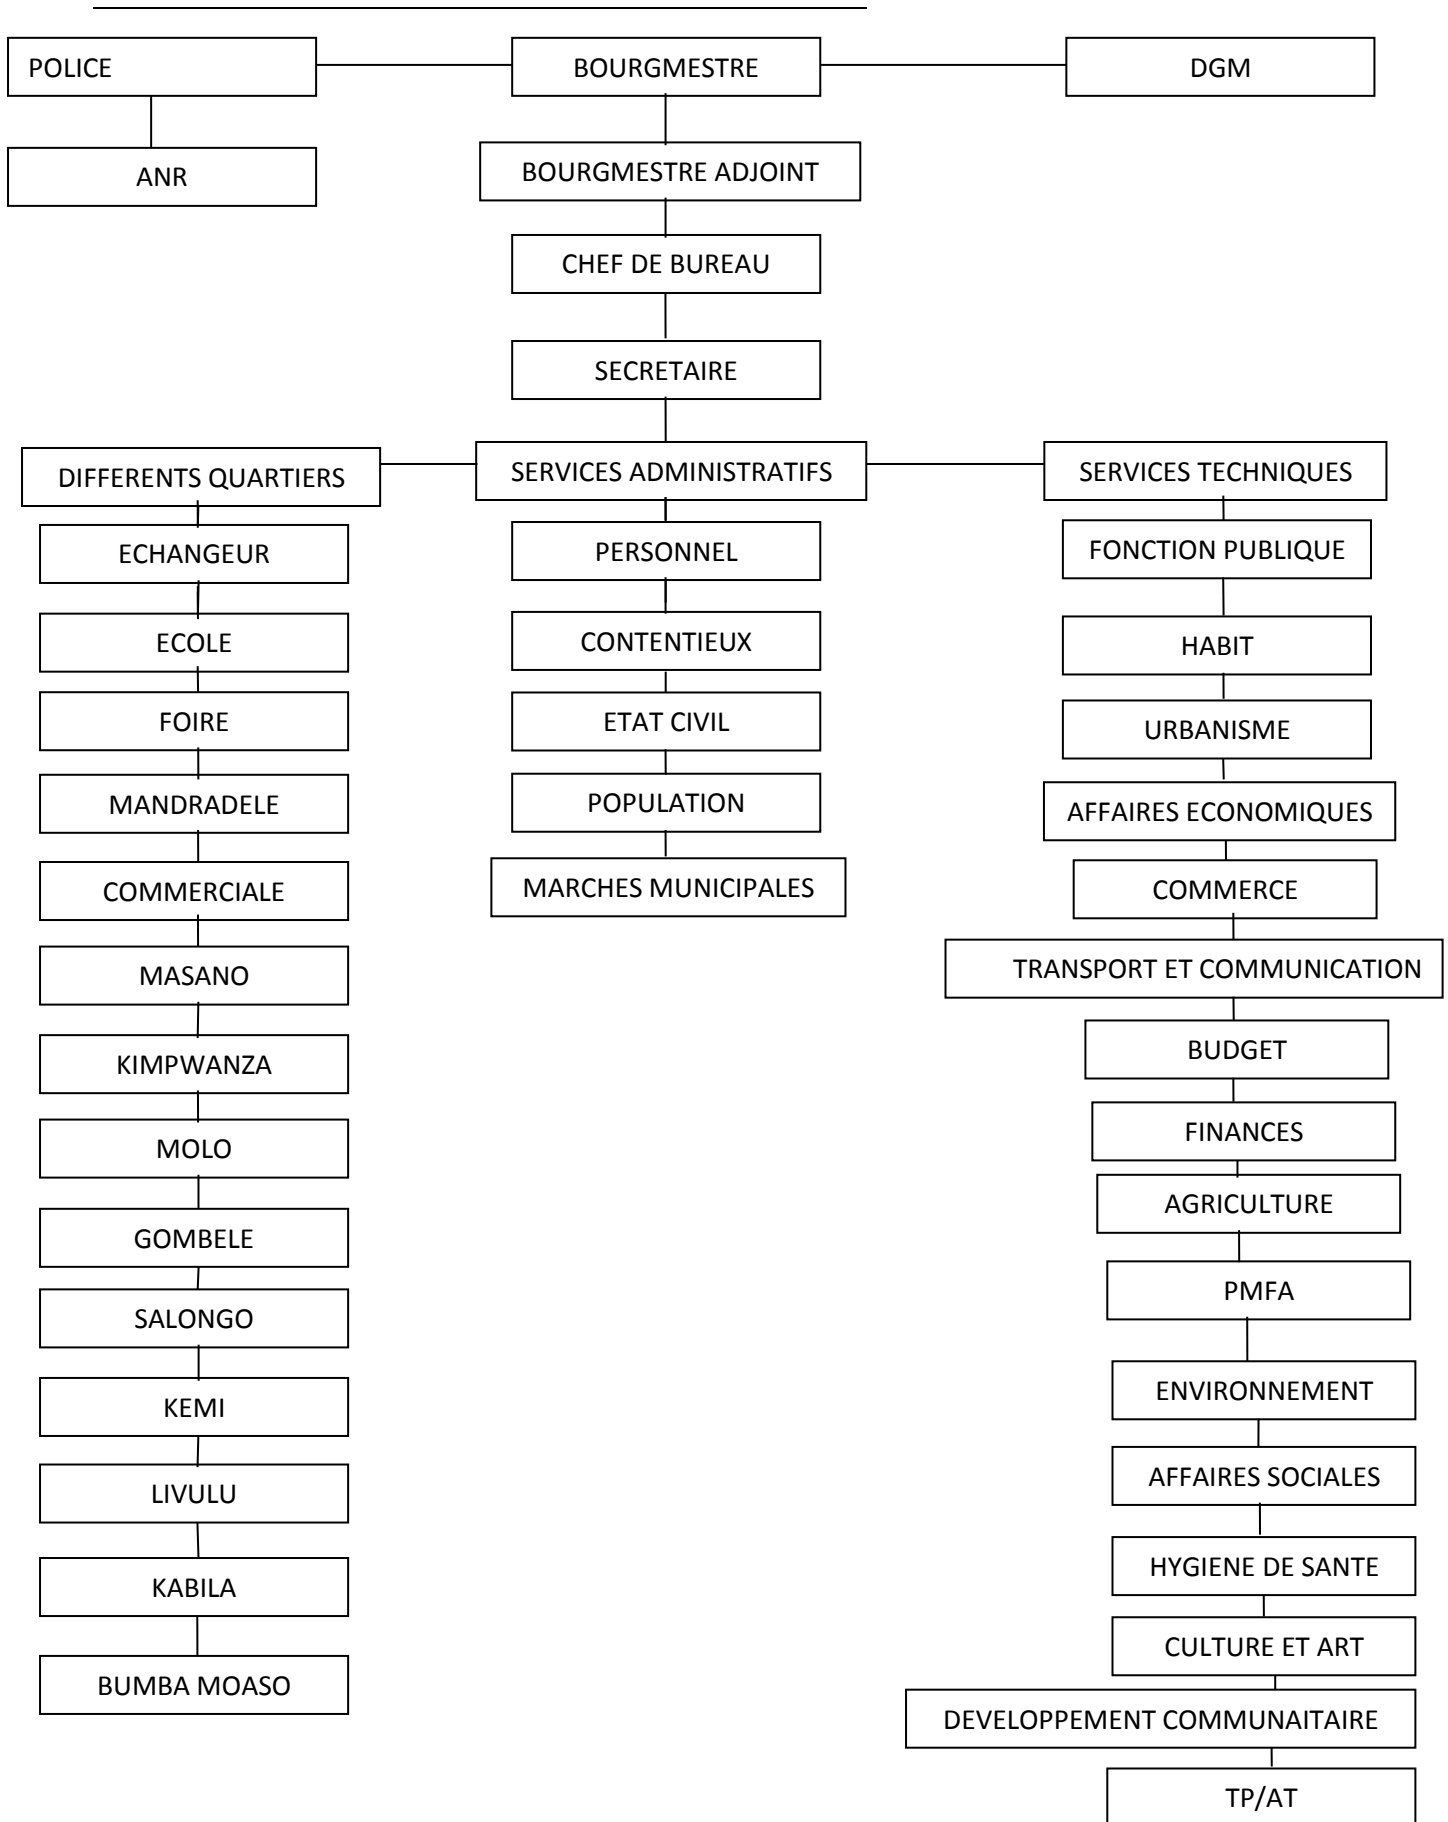 POLICE
BOURGMESTRE
DGM
ANR
BOURGMESTRE ADJOINT
CHEF DE BUREAU
SECRETAIRE
DIFFERENTS QUARTIERS
SERVICES ADMINISTRATIFS
SERVICES TECHNIQUES
ECHANGEUR
ECOLE
FOIRE
MANDRADELE
COMMERCIALE
MASANO
KIMPWANZA
MOLO
GOMBELE
SALONGO
KEMI
LIVULU
KABILA
BUMBA MOASO
PERSONNEL
CONTENTIEUX
ETAT CIVIL
POPULATION
MARCHES MUNICIPALES
FONCTION PUBLIQUE
HABIT
URBANISME
AFFAIRES ECONOMIQUES
COMMERCE
TRANSPORT ET COMMUNICATION
BUDGET
FINANCES
AGRICULTURE
PMFA
ENVIRONNEMENT
AFFAIRES SOCIALES
HYGIENE DE SANTE
CULTURE ET ART
DEVELOPPEMENT COMMUNAITAIRE
TP/AT